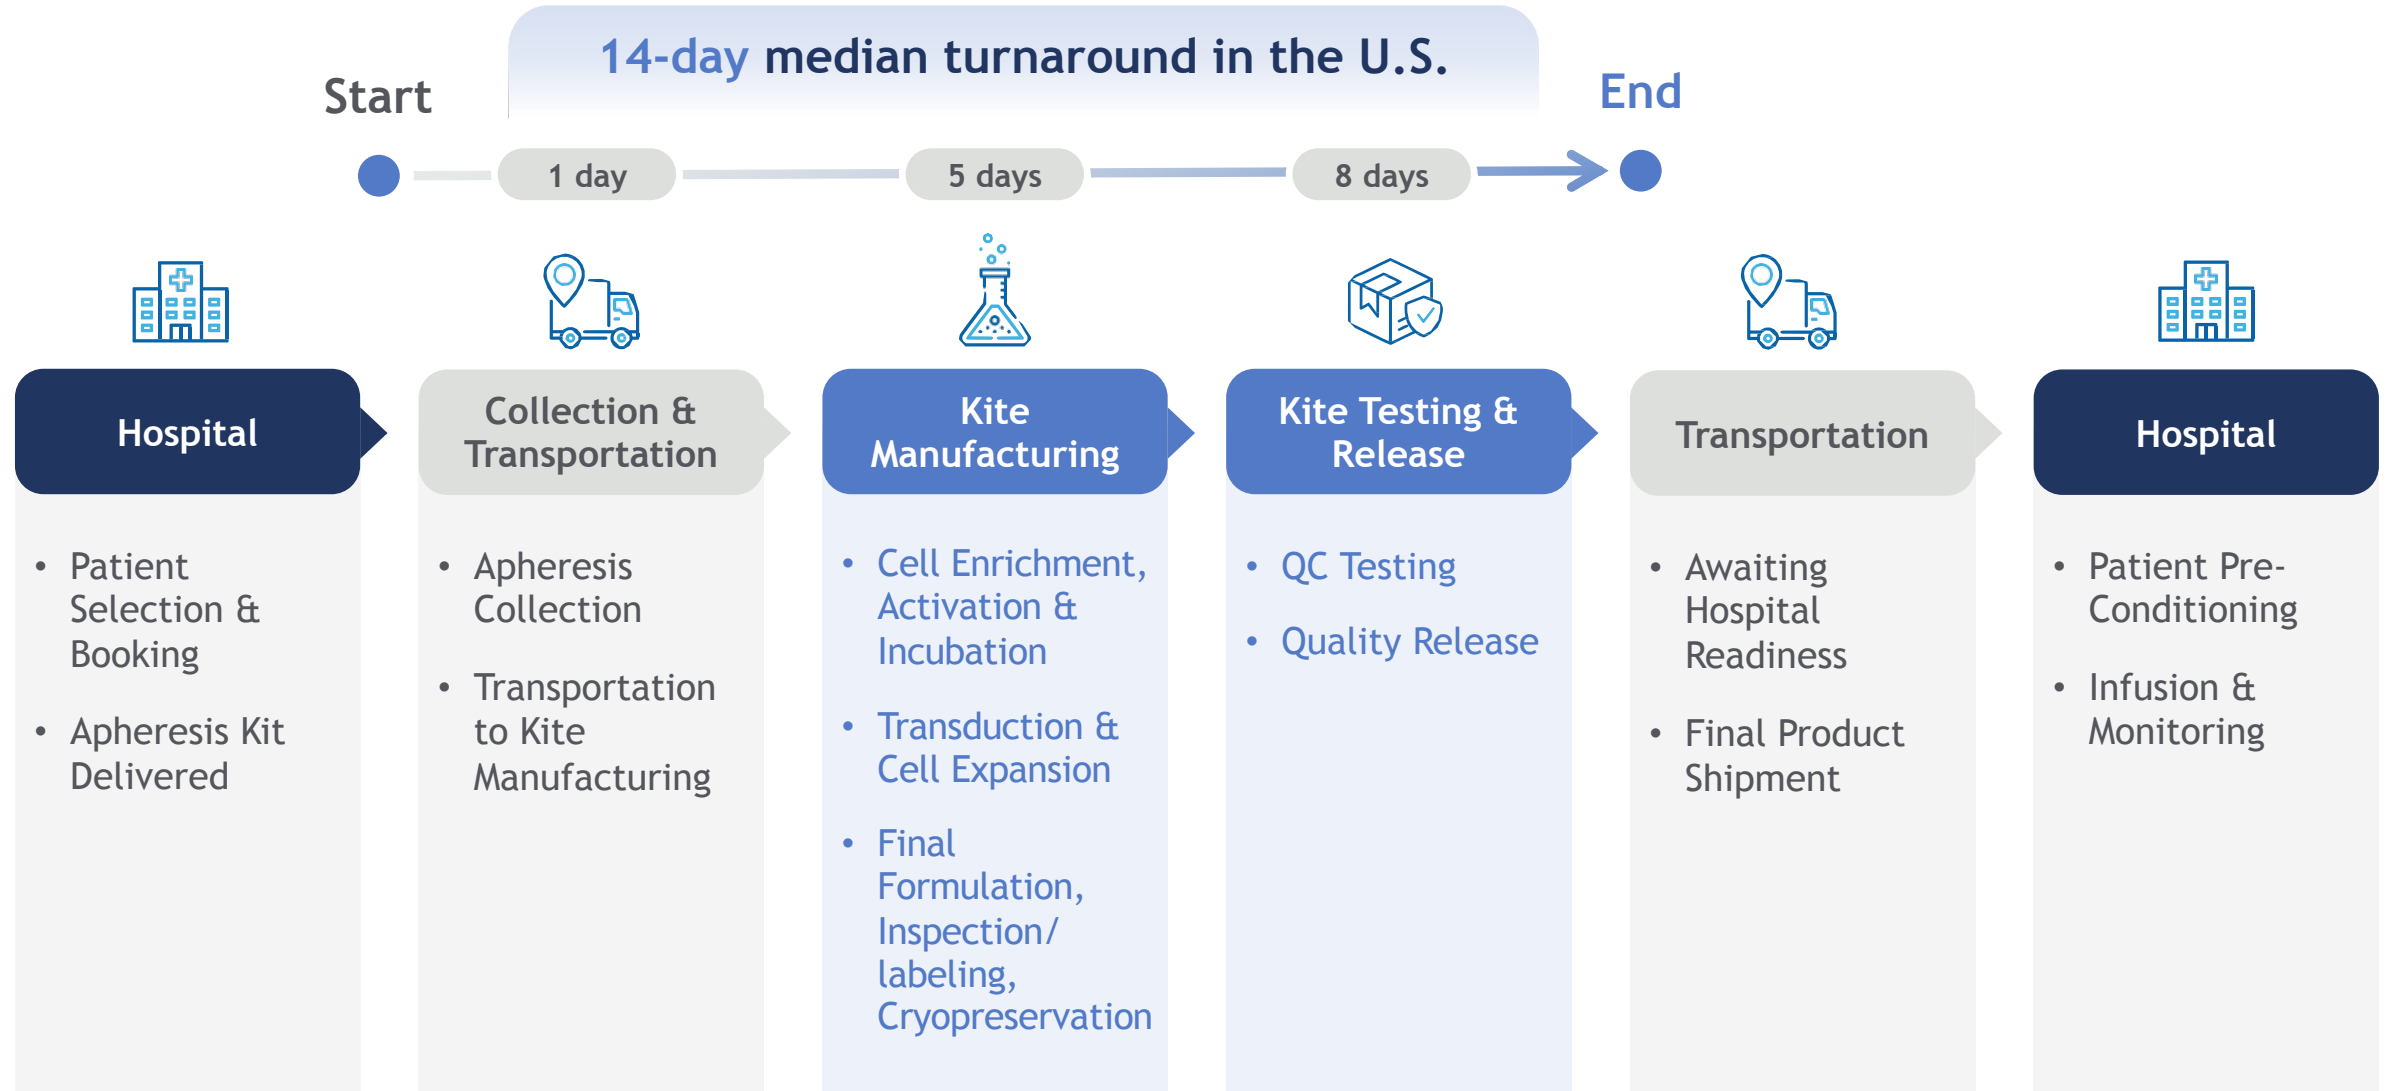 14-day median turnaround in the U.S.
Start
End
1 day
5 days
8 days
Hospital
• Patient
Selection &
Booking
• Apheresis Kit
Delivered
Collection &
Transportation
• Apheresis
Collection
• Transportation
to Kite
Manufacturing
Kite
Manufacturing
• Cell Enrichment,
Activation &
Incubation
• Transduction &
Cell Expansion
• Final
Formulation,
Inspection/
labeling,
Cryopreservation
Kite Testing &
Release
• QC Testing
• Quality Release
Transportation
• Awaiting
Hospital
Readiness
• Final Product
Shipment
Hospital
• Patient Pre-
Conditioning
• Infusion &
Monitoring